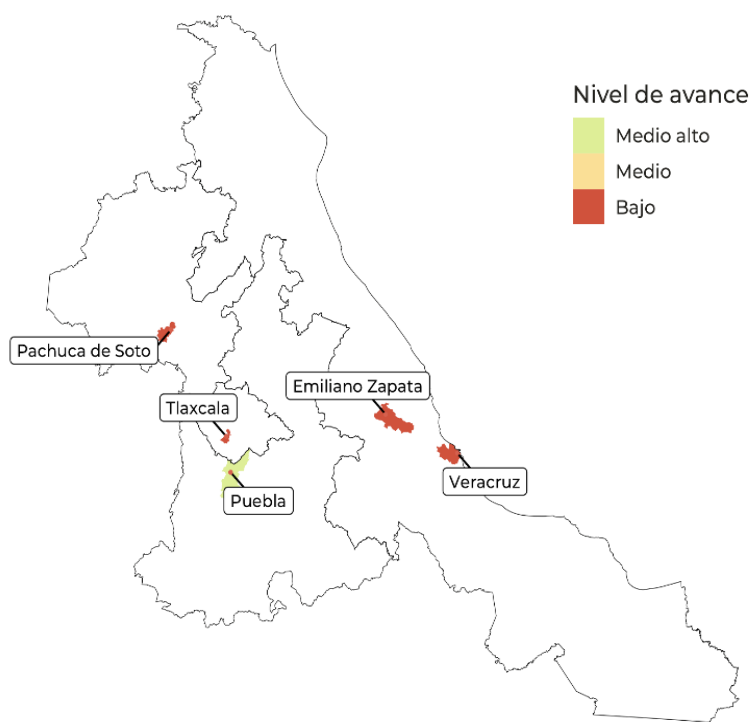 Nivel de avance
Medio alto
Medio
Bajo
Pachuca de Soto
Emiliano Zapata
Tlaxcala
Veracruz
Puebla